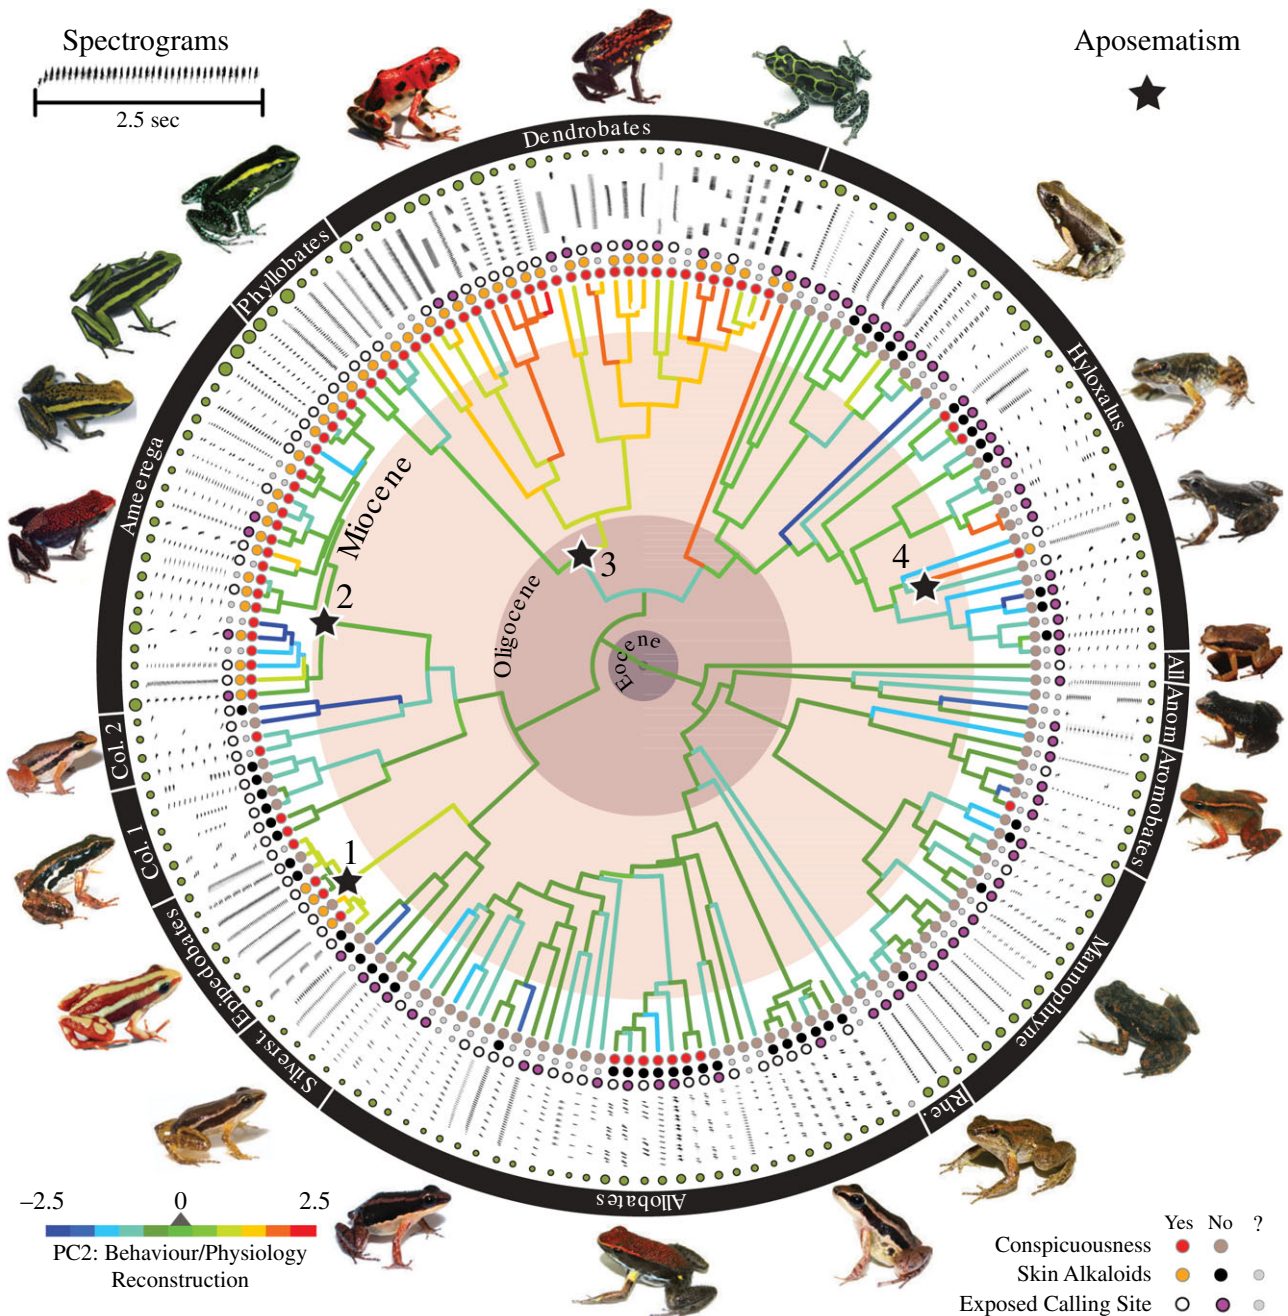 Spectrograms
2.5 sec
Aposematism
Dendrobates
Phyllobates
Hyloxalus
Ameerega
Miocene
4
3
2
Oligocene
Eocene
All
Anom
Col. 2
Aromobates
Col. 1
1
Epipedobates
Mannophryne
Silverst.
Rhe.
Allobates
–2.5 0 2.5
PC2: Behaviour/Physiology
Reconstruction
Yes No ?
Conspicuousness
Skin Alkaloids
Exposed Calling Site